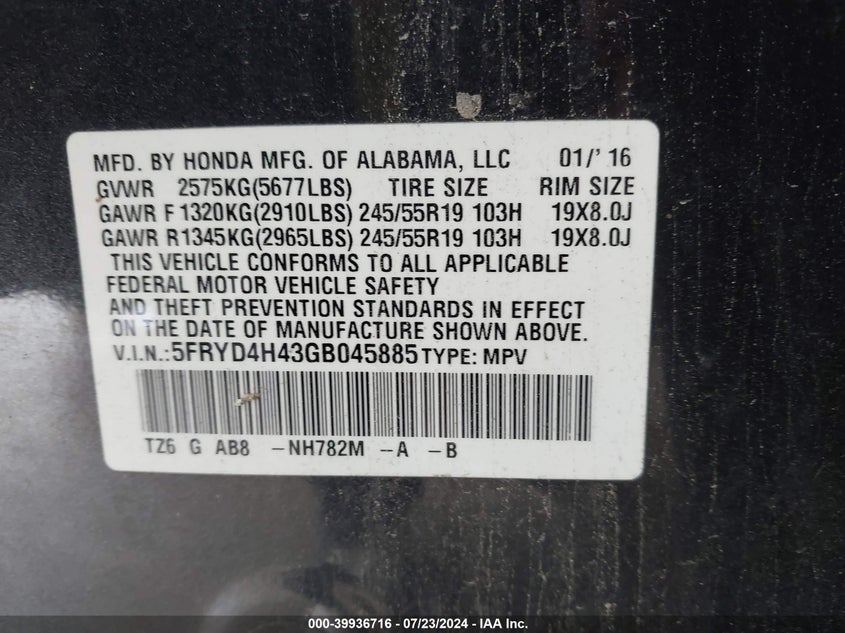 MFD. BY HONDA MFG. OF ALABAMA, LLC 01/'16
GVWR 2575KG(5677LBS) TIRE SIZE RIM SIZE
GAWR F 1320KG(2910LBS) 245/55R19 103H 19X8.0J
GAWR R 1345KG(2965LBS) 245/55R19 103H 19X8.0J
THIS VEHICLE CONFORMS TO ALL APPLICABLE
FEDERAL MOTOR VEHICLE SAFETY
AND THEFT PREVENTION STANDARDS IN EFFECT
ON THE DATE OF MANUFACTURE SHOWN ABOVE.
V.I.N.: 5FRYD4H43GB045885 TYPE: MPV
TZ6 G AB8 -NH782M -A -B
000-39936716 - 07/23/2024 - IAA Inc.